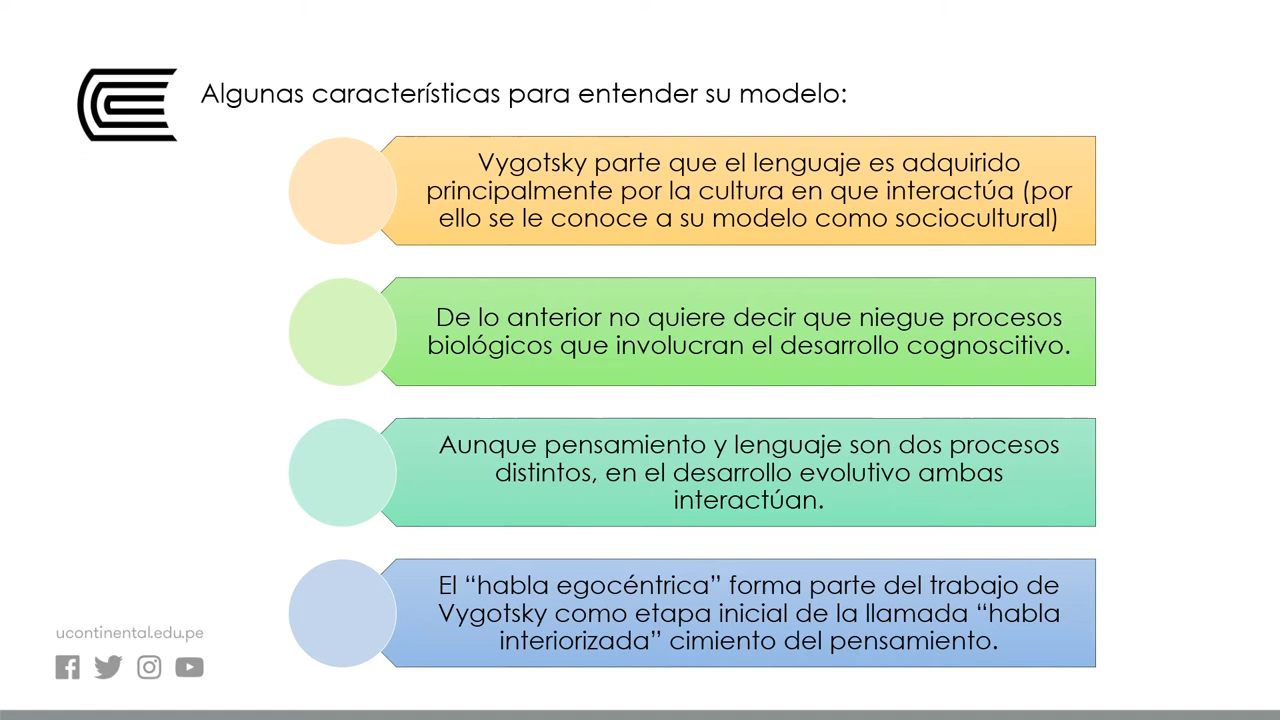 Algunas características para entender su modelo:
Vygotsky parte que el lenguaje es adquirido
principalmente por la cultura en que interactúa (por
ello se le conoce a su modelo como sociocultural)
De lo anterior no quiere decir que niegue procesos
biológicos que involucran el desarrollo cognoscitivo.
Aunque pensamiento y lenguaje son dos procesos
distintos, en el desarrollo evolutivo ambas
interactúan.
El “habla egocéntrica” forma parte del trabajo de
Vygotsky como etapa inicial de la llamada “habla
interiorizada” cimiento del pensamiento.
ucontinental.edu.pe